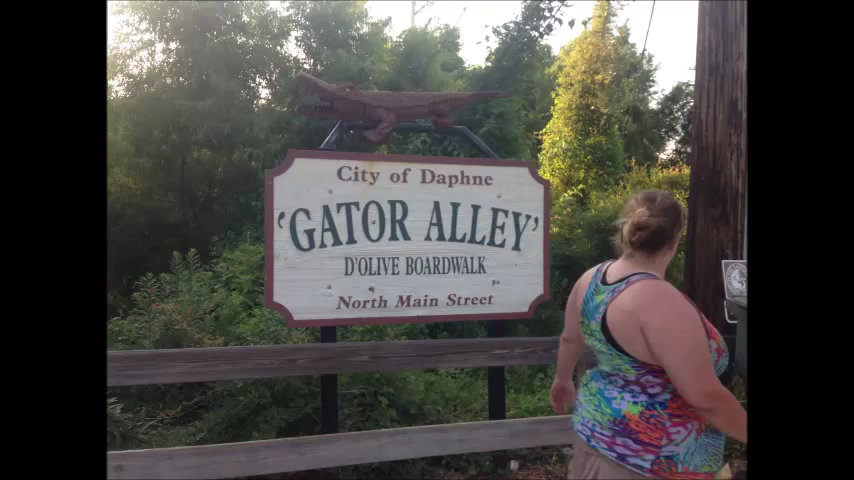 City of Daphne
'GATOR ALLEY'
D'OLIVE BOARDWALK
North Main Street